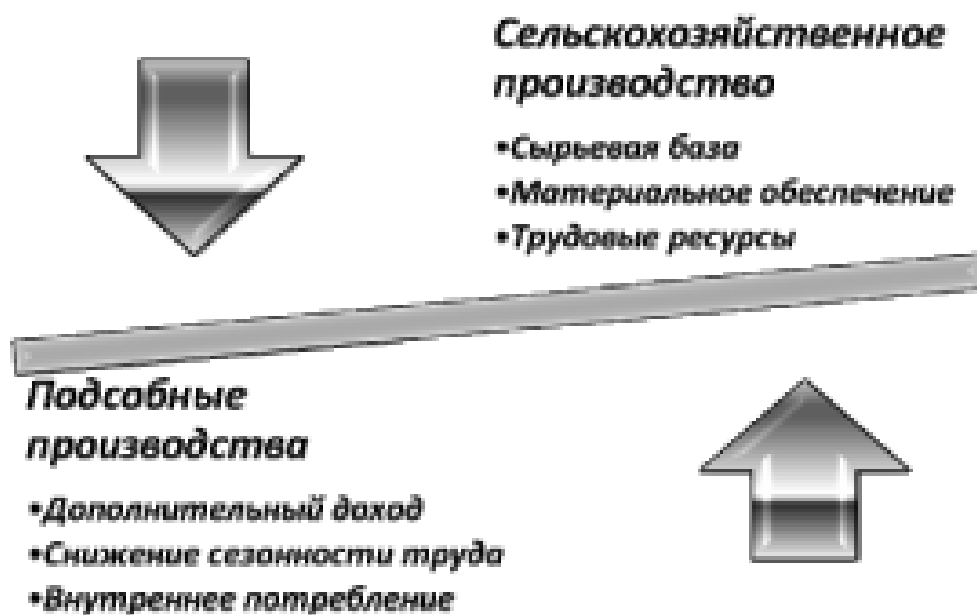 Сельскохозяйственное
производство
•Сырьевая база
•Материальное обеспечение
•Трудовые ресурсы
Подсобные
производства
•Дополнительный доход
•Снижение сезонности труда
•Внутреннее потребление